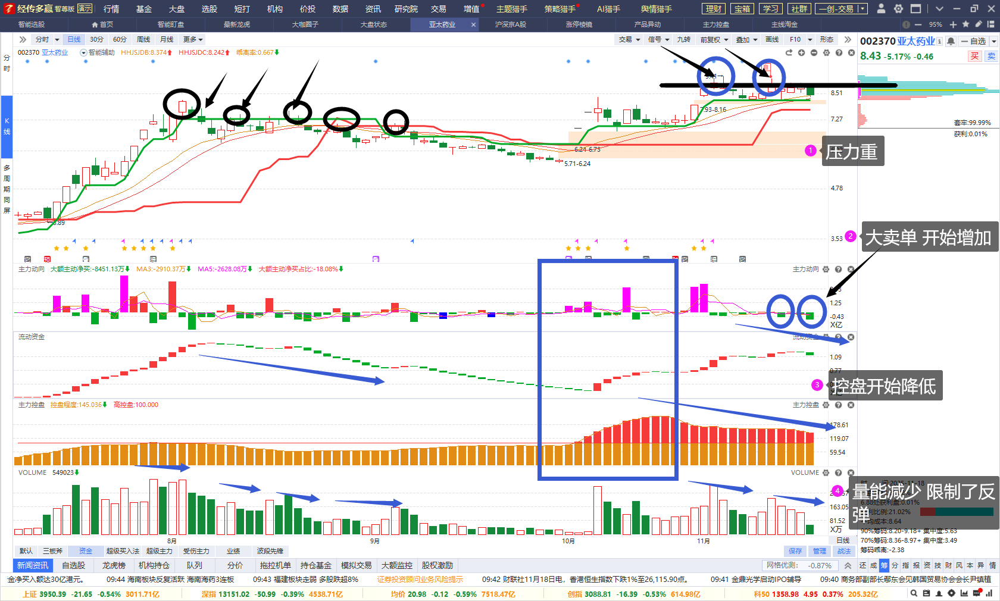 经传多赢 智尊版 演示 行情 基金 大盘 选股 短打 机构 价投 数据 资讯 研究院 交易 增值 主题猎手 策略猎手 AI猎手 舆情猎手 理财 宝箱 学习 社群 一创-交易
智能选股 首页 智能盯盘 最新龙虎 大咖圈子 大盘状态 亚太药业 沪深京A股 涨停棱镜 产品异动 主力控盘 主线淘金 95%
分时 日线 30分 60分 周线 月线 更多 交易 信号 九转 前复权 叠加 画线 F10 形态
002370 亚太药业 自选
8.43 -5.17% -0.46 买 卖
002370 亚太药业 智能辅助 HHJSJDB:8.374 HHJSJDC:8.242 乖离率:0.667
分时
K线
多周期同屏
8.51
7.93-8.16
7.27
套牢:99.99%
获利:0.01%
6.24-6.73
5.71-6.24
1 压力重
4.78
3.53
2 大卖单 开始增加
主力动向 大额主动净买:-8451.13万 MA3:-2910.37万 MA5:-2628.08万 大额主动净买占比:-18.08% 主力动向
1.25
-0.43
X亿
流动资金
1.09
0.77
3 控盘开始降低
主力控盘 控盘程度:145.036 高控盘:100.000 主力控盘
178.61
119.07
59.54
VOLUME 549023 VOLUME
4 量能减少 限制了反弹
163.05
81.52
X万
6.88处获利盘:0.01%
利比例:21.02%
均成本:8.64
90%筹码:8.20-9.18+ 集中度:5.63
70%筹码:8.36-8.97+ 集中度:3.49
筹码乖离:-2.38
8月 9月 10月 11月 日线
默认 三板斧 资金 超级买入法 超级主力 受伤主力 业绩 波段先锋 保存 管理 战法
新闻资讯 自选股 龙虎榜 机构持仓 队列 分价 拖拉机单 持仓基金 模拟交易 大额监控 股权激励 网格优测: -0.87% 还 成 筹 分 指 报 资 技 财 风 本 异 情
金净买入额达30亿港元。 09:44 海南板块反复活跃 海南海药3连板 09:43 福建板块走弱 多股跌超8% 证券投资顾问业务风险提示 09:42 财联社11月18日电，香港恒生指数下跌1%至26,115.90点。 09:41 金鼎光学启动IPO辅导 09:40 商务部副部长鄢东会见韩国贸易协会会长尹镇植
上证 3950.39 -21.65 -0.54% 3011.71亿 深指 13151.02 -50.99 -0.39% 4538.71亿 均价 20.98 -0.12 -0.59% 7518.47亿 创指 3088.81 -16.39 -0.53% 614.98亿 科50 1358.98 4.95 0.37% 205.32亿